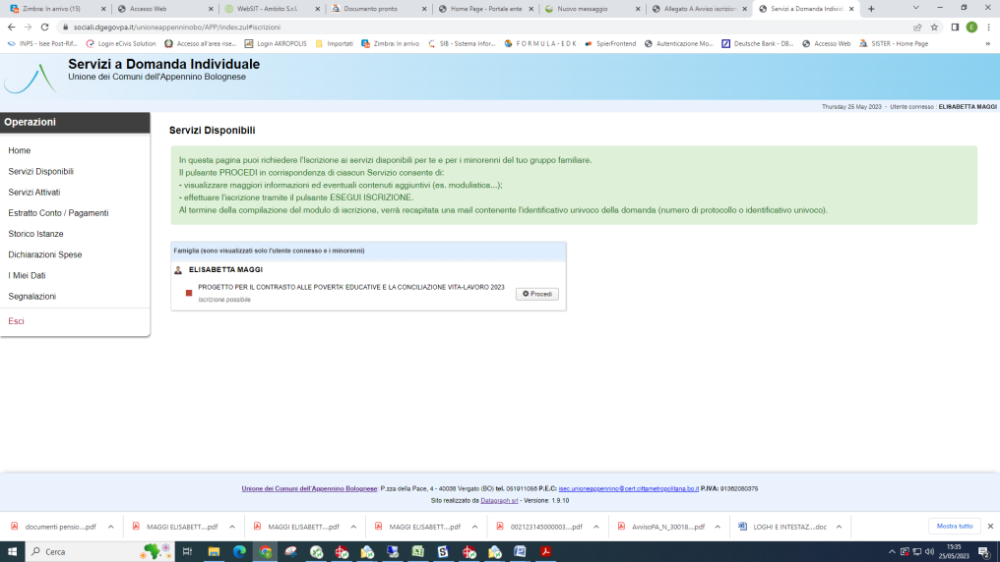 Zimbra: In arrivo (15)
Accesso Web
WebSIT - Ambito S.r.l.
Documento pronto
Home Page - Portale ente
Nuovo messaggio
Allegato A Avviso iscrizion
Servizi a Domanda Individ
sociali.dgegovpa.it/unioneappenninobo/APP/index.zul#iscrizioni
E
INPS - Isee Post-Rif...
Login eCivis Solution
Accesso all'area rise...
Login AKROPOLIS
Importati
Zimbra: In arrivo
SIB - Sistema Infor...
F O R M U L A - E D K
SpierFrontend
Autenticazione Mo...
Deutsche Bank - DB...
Accesso Web
SISTER - Home Page
»
Servizi a Domanda Individuale
Unione dei Comuni dell'Appennino Bolognese
Thursday 25 May 2023 - Utente connesso : ELISABETTA MAGGI
Operazioni
Home
Servizi Disponibili
Servizi Attivati
Estratto Conto / Pagamenti
Storico Istanze
Dichiarazioni Spese
I Miei Dati
Segnalazioni
Esci
Servizi Disponibili
In questa pagina puoi richiedere l'Iscrizione ai servizi disponibili per te e per i minorenni del tuo gruppo familiare.
Il pulsante PROCEDI in corrispondenza di ciascun Servizio consente di:
- visualizzare maggiori informazioni ed eventuali contenuti aggiuntivi (es. modulistica...);
- effettuare l'iscrizione tramite il pulsante ESEGUI ISCRIZIONE.
Al termine della compilazione del modulo di iscrizione, verrà recapitata una mail contenente l'identificativo univoco della domanda (numero di protocollo o identificativo univoco).
Famiglia (sono visualizzati solo l'utente connesso e i minorenni)
ELISABETTA MAGGI
PROGETTO PER IL CONTRASTO ALLE POVERTA' EDUCATIVE E LA CONCILIAZIONE VITA-LAVORO 2023
Iscrizione possibile
Procedi
Unione dei Comuni dell'Appennino Bolognese: P.zza della Pace, 4 - 40038 Vergato (BO) tel. 051911056 P.E.C: isec.unioneappennino@cert.cittametropolitana.bo.it P.IVA: 91362080375
Sito realizzato da Datagraph srl - Versione: 1.9.10
documenti pensio....pdf
MAGGI ELISABETT....pdf
MAGGI ELISABETT....pdf
MAGGI ELISABETT....pdf
002123145000003....pdf
AvvisoPA_N_30018....pdf
LOGHI E INTESTAZ....doc
Mostra tutto
Cerca
15:35
25/05/2023
2